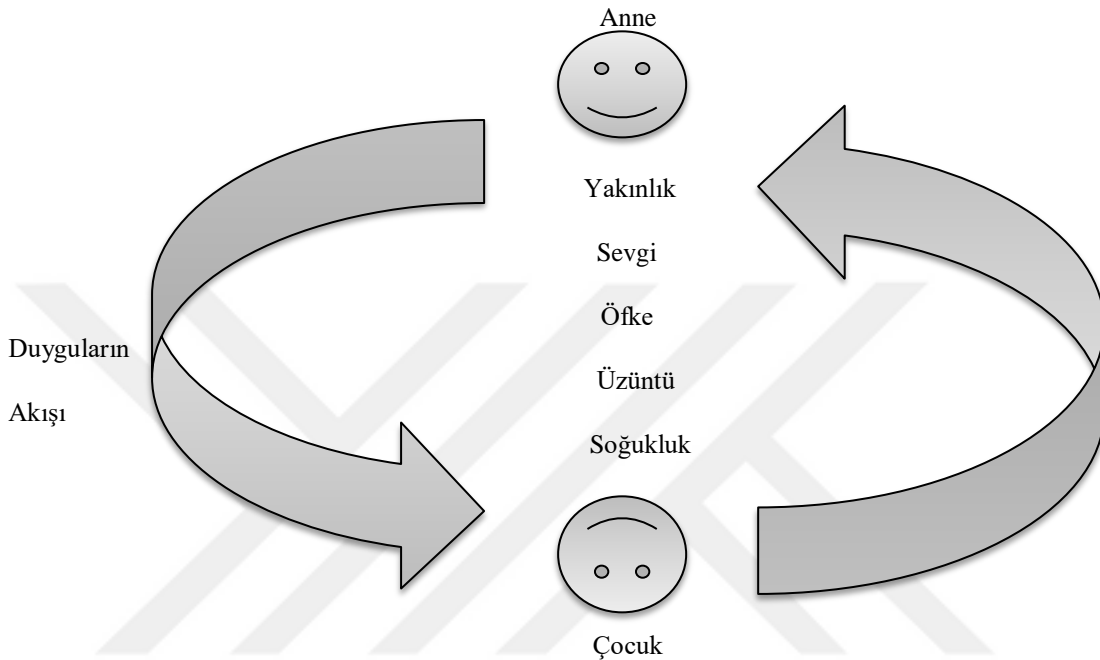 Anne
Yakınlık
Sevgi
Öfke
Duyguların
Üzüntü
Akışı
Soğukluk
Çocuk